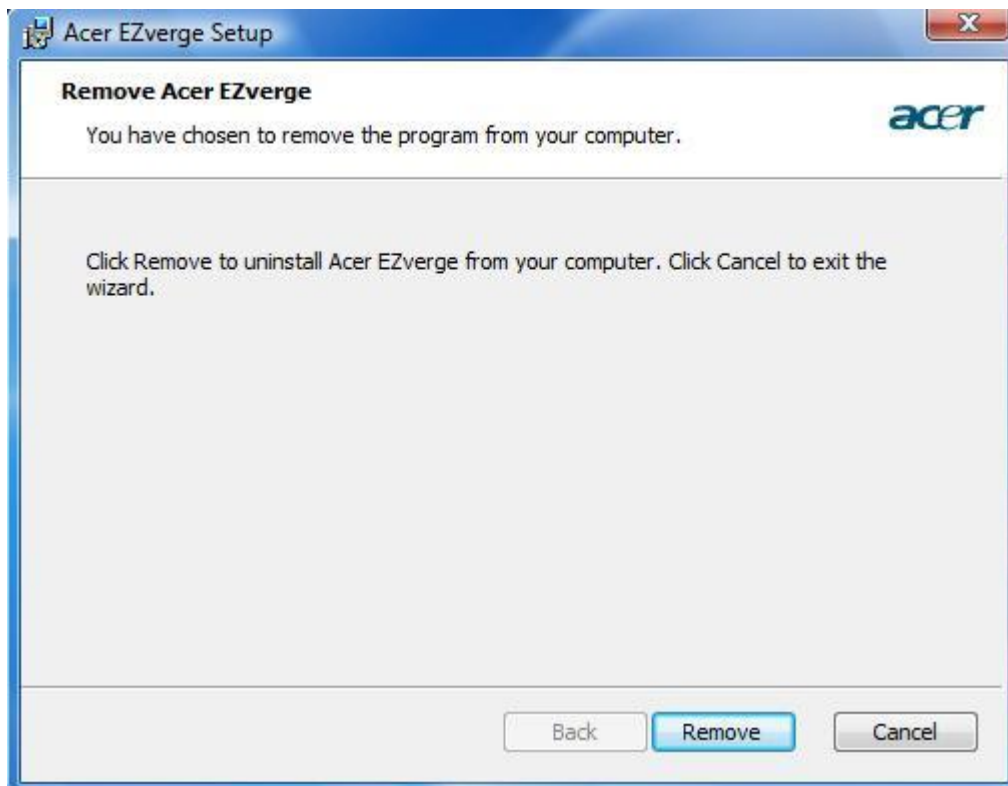 Acer EZverge Setup
Remove Acer EZverge
You have chosen to remove the program from your computer.
acer
Click Remove to uninstall Acer EZverge from your computer. Click Cancel to exit the
wizard.
Back Remove Cancel